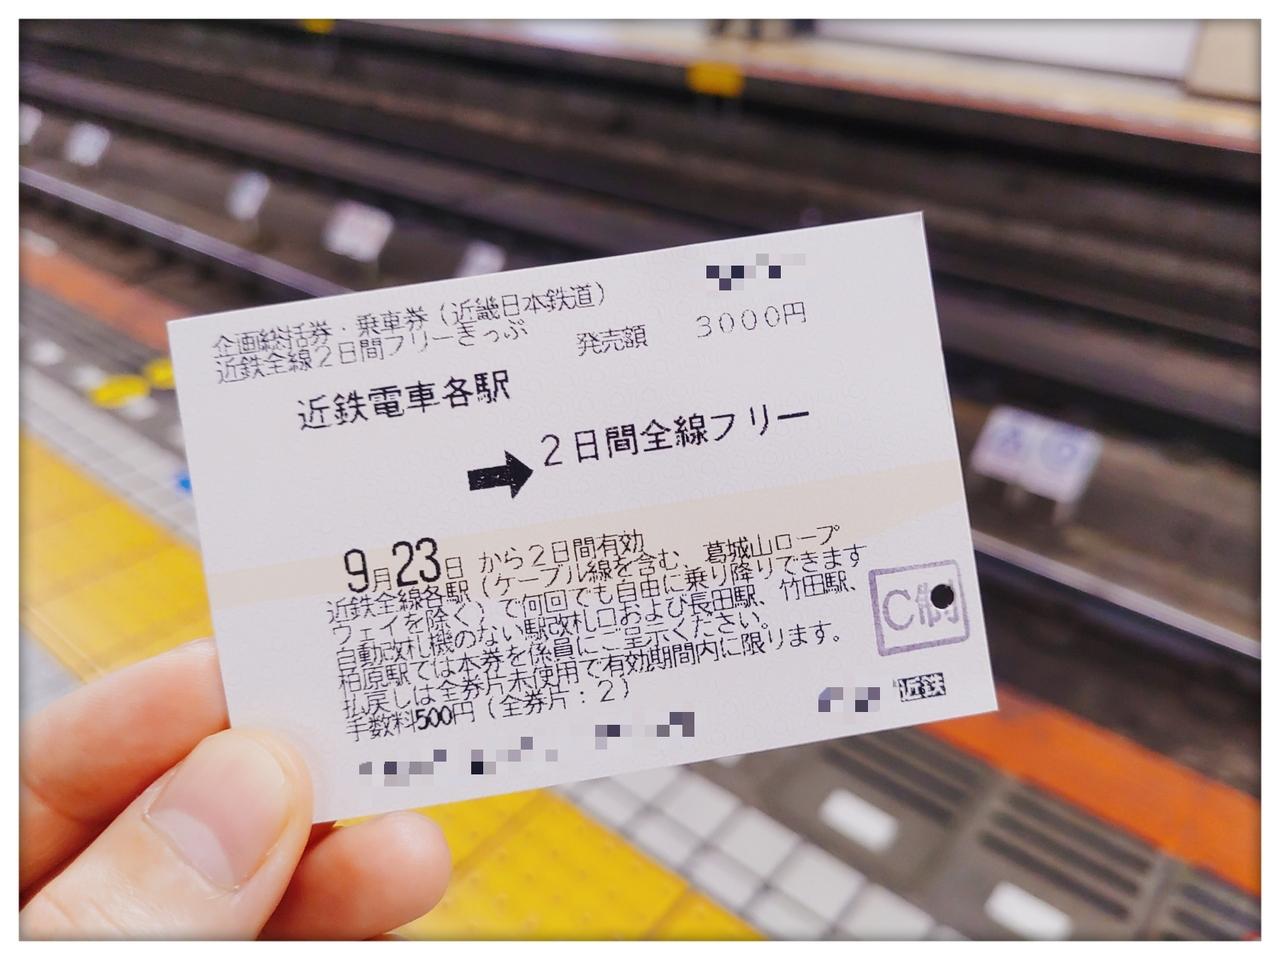 企画総括券・乗車券（近畿日本鉄道）
近鉄全線２日間フリーきっぷ
発売額 ３０００円
近鉄電車各駅
➡２日間全線フリー
9月23日 から２日間有効
近鉄全線各駅（ケーブル線を含む、葛城山ロープ
ウェイを除く）で何回でも自由に乗り降りできます
自動改札機のない駅改札口および長田駅、竹田駅、
柏原駅では本券を係員にご呈示ください。
払戻しは全券片未使用で有効期間内に限ります。
手数料500円（全券片：２）
C制
近鉄